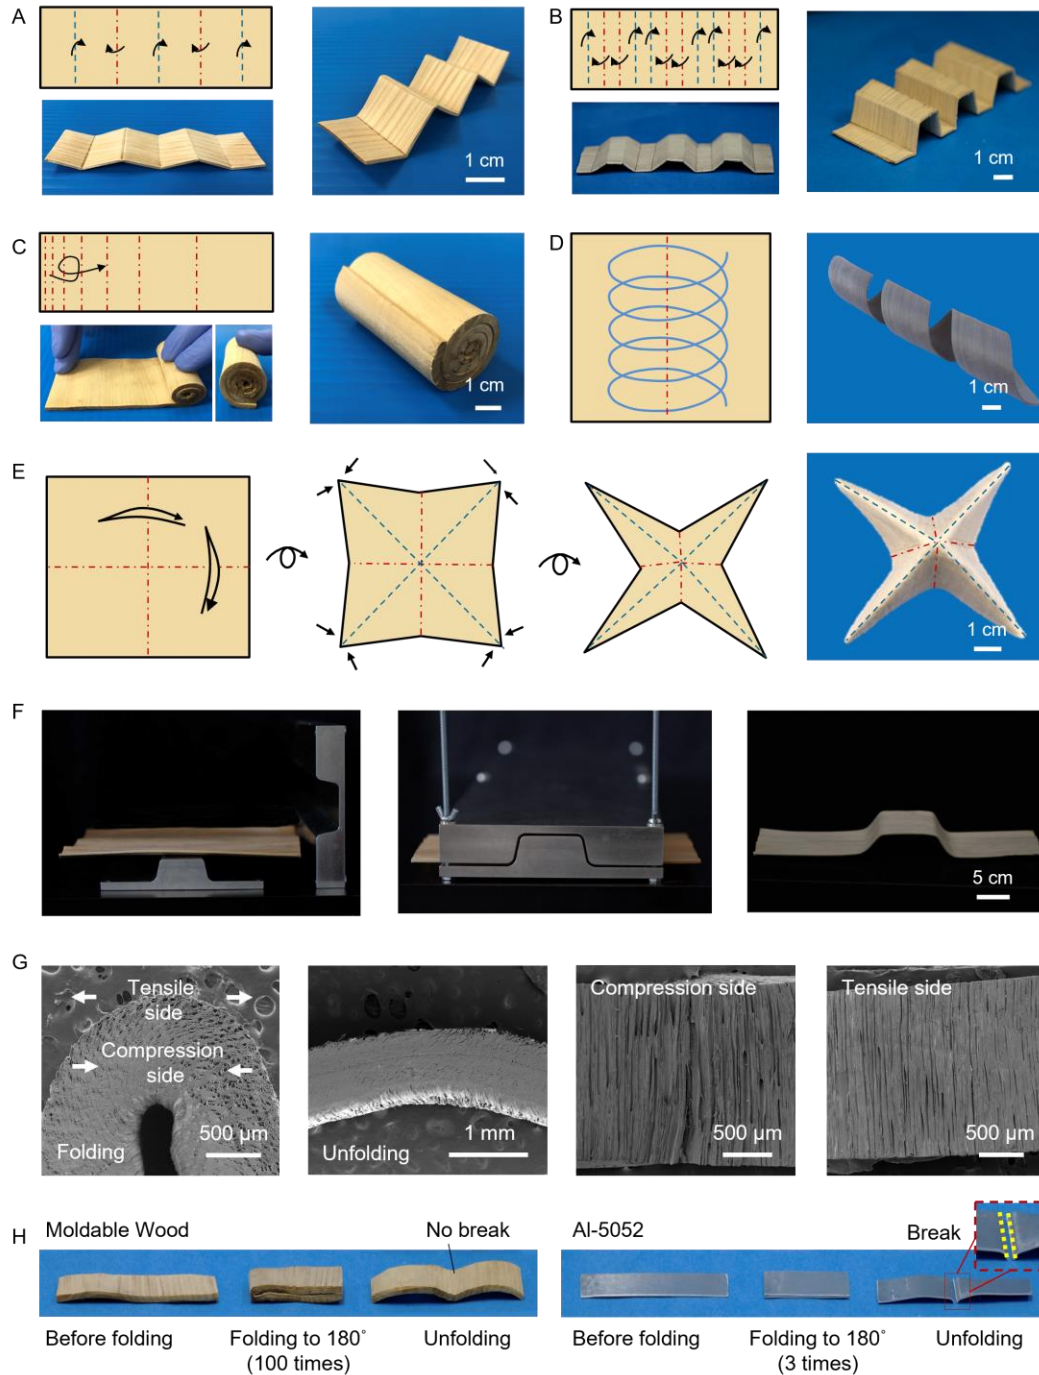 A
1 cm
B
1 cm
C
1 cm
D
1 cm
E
1 cm
F
5 cm
G
Tensile
side
Compression
side
500 µm
Folding
1 mm
Unfolding
Compression side
500 µm
Tensile side
500 µm
H
Moldable Wood
No break
Al-5052
Break
Before folding
Folding to 180˚
(100 times)
Unfolding
Before folding
Folding to 180˚
(3 times)
Unfolding